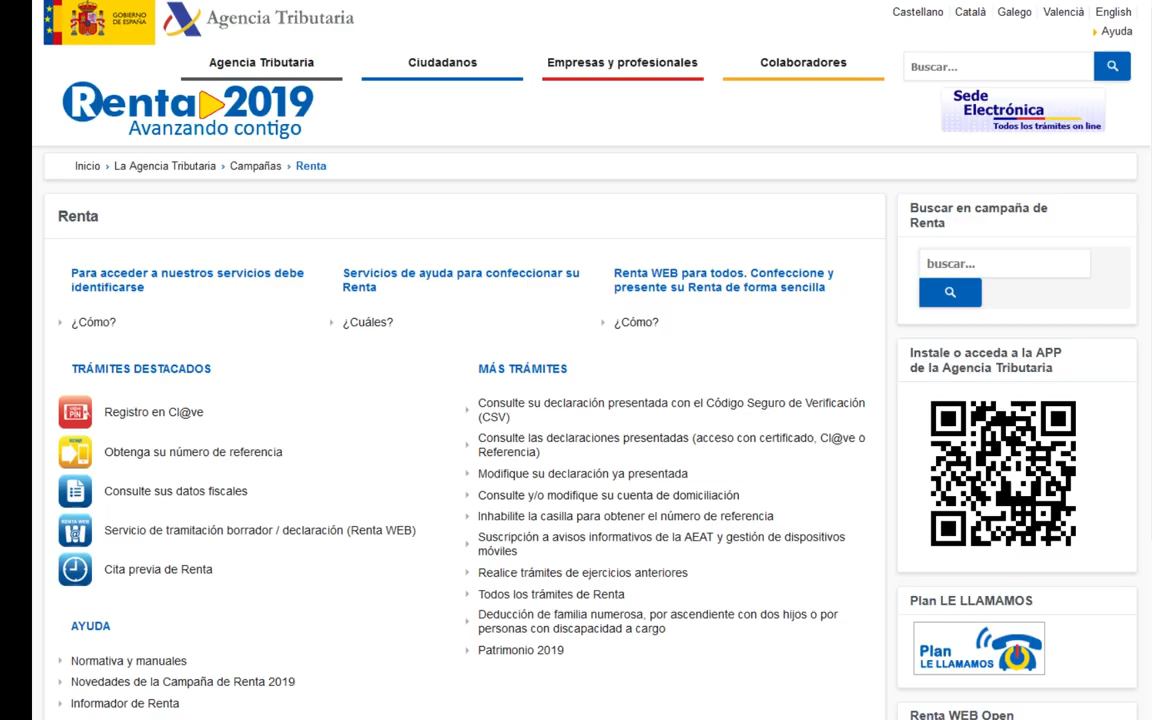 GOBIERNO
DE ESPAÑA
Agencia Tributaria
Castellano Català Galego Valencià English
Ayuda
Agencia Tributaria Ciudadanos Empresas y profesionales Colaboradores
Buscar...
Renta 2019
Avanzando contigo
Sede
Electrónica
Todos los trámites on line
Inicio › La Agencia Tributaria › Campañas › Renta
Renta
Para acceder a nuestros servicios debe
identificarse
¿Cómo?
Servicios de ayuda para confeccionar su
Renta
¿Cuáles?
Renta WEB para todos. Confeccione y
presente su Renta de forma sencilla
¿Cómo?
TRÁMITES DESTACADOS
Registro en Cl@ve
Obtenga su número de referencia
Consulte sus datos fiscales
RENTA WEB
Servicio de tramitación borrador / declaración (Renta WEB)
Cita previa de Renta
AYUDA
Normativa y manuales
Novedades de la Campaña de Renta 2019
Informador de Renta
MÁS TRÁMITES
Consulte su declaración presentada con el Código Seguro de Verificación
(CSV)
Consulte las declaraciones presentadas (acceso con certificado, Cl@ve o
Referencia)
Modifique su declaración ya presentada
Consulte y/o modifique su cuenta de domiciliación
Inhabilite la casilla para obtener el número de referencia
Suscripción a avisos informativos de la AEAT y gestión de dispositivos
móviles
Realice trámites de ejercicios anteriores
Todos los trámites de Renta
Deducción de familia numerosa, por ascendiente con dos hijos o por
personas con discapacidad a cargo
Patrimonio 2019
Buscar en campaña de
Renta
buscar...
Instale o acceda a la APP
de la Agencia Tributaria
Plan LE LLAMAMOS
Plan
LE LLAMAMOS
Renta WEB Open